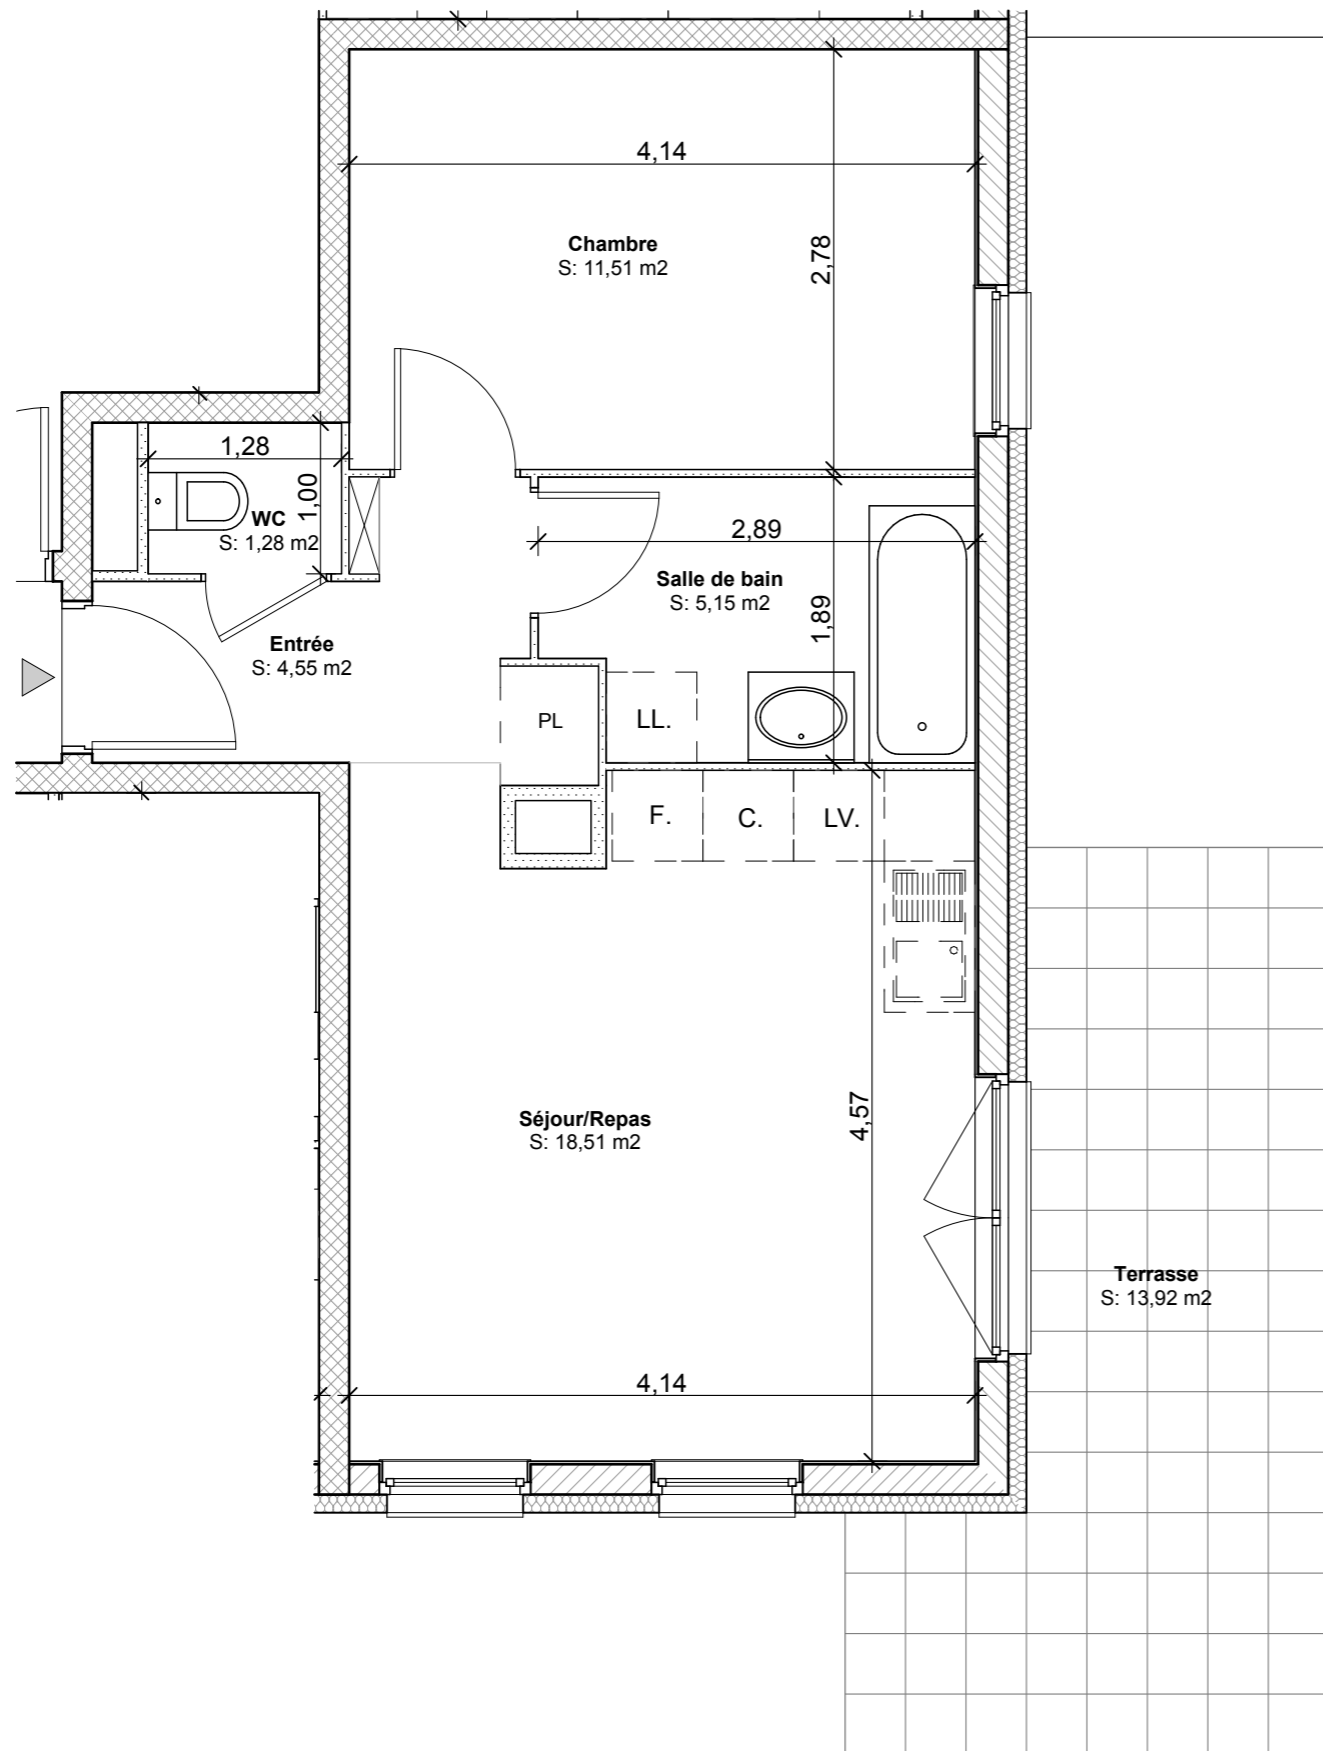 4,14
Chambre
S: 11,51 m2
2,78
1,28
1,00
WC
S: 1,28 m2
2,89
Salle de bain
S: 5,15 m2
1,89
Entrée
S: 4,55 m2
PL
LL.
F.
C.
LV.
Séjour/Repas
S: 18,51 m2
4,57
Terrasse
S: 13,92 m2
4,14